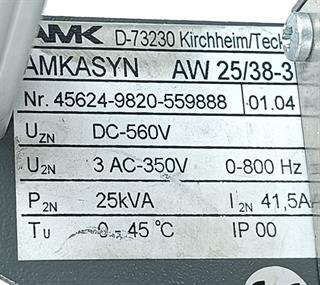 AMK D-73230 Kirchheim/Teck
AMKASYN AW 25/38-3
Nr. 45624-9820-559888 01.04
UZN DC-560V
U2N 3 AC-350V 0-800 Hz
P2N 25kVA I2N 41,5A
Tu 0 - 45 °C IP 00